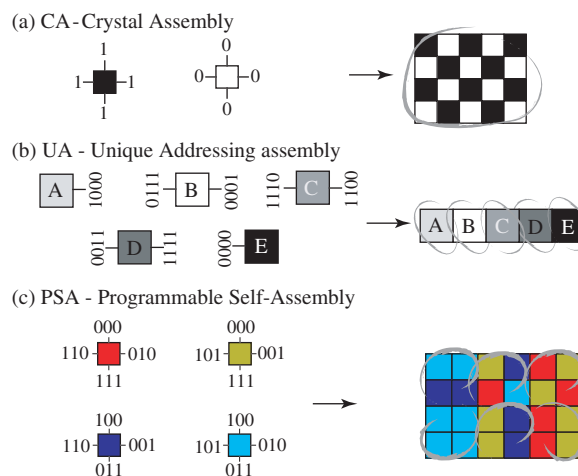 (a) CA - Crystal Assembly
1
0
1 1
0 0
1
0
(b) UA - Unique Addressing assembly
A 1000
0111 B 0001
1110 C 1100
A B C D E
0011 D 1111
0000 E
(c) PSA - Programmable Self-Assembly
000
000
110 010
101 001
111
111
100
100
110 001
101 010
011
011